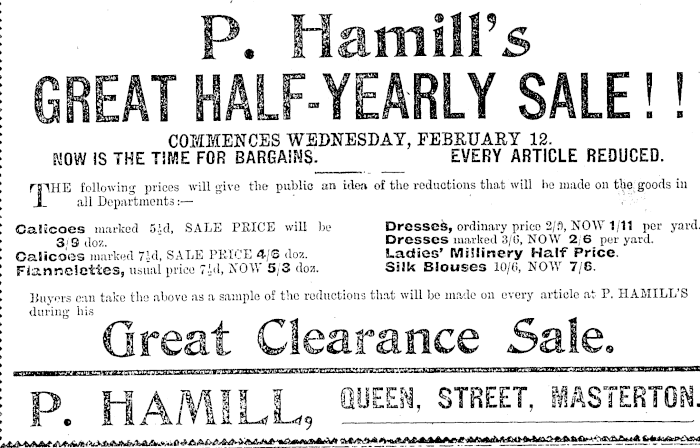 P. Hamill's
GREAT HALF-YEARLY SALE!!
COMMENCES WEDNESDAY, FEBRUARY 12.
NOW IS THE TIME FOR BARGAINS. EVERY ARTICLE REDUCED.
THE following prices will give the public an idea of the reductions that will be made on the goods in
all Departments:—
Calicoes marked 5½d, SALE PRICE will be
3/9 doz.
Calicoes marked 7½d, SALE PRICE 4/6 doz.
Flannelettes, usual price 7½d, NOW 5/3 doz.
Dresses, ordinary price 2/9, NOW 1/11 per yard.
Dresses marked 3/6, NOW 2/6 per yard.
Ladies' Millinery Half Price.
Silk Blouses 10/6, NOW 7/6.
Buyers can take the above as a sample of the reductions that will be made on every article at P. HAMILL'S
during his
Great Clearance Sale.
P. HAMILL, QUEEN, STREET, MASTERTON.